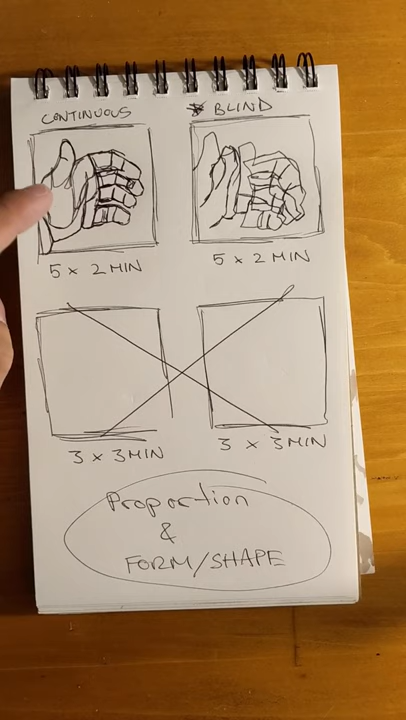 CONTINUOUS BLIND
5 x 2 MIN 5 x 2 MIN
3 x 3 MIN 3 x 3 MIN
Proportion
&
FORM/SHAPE